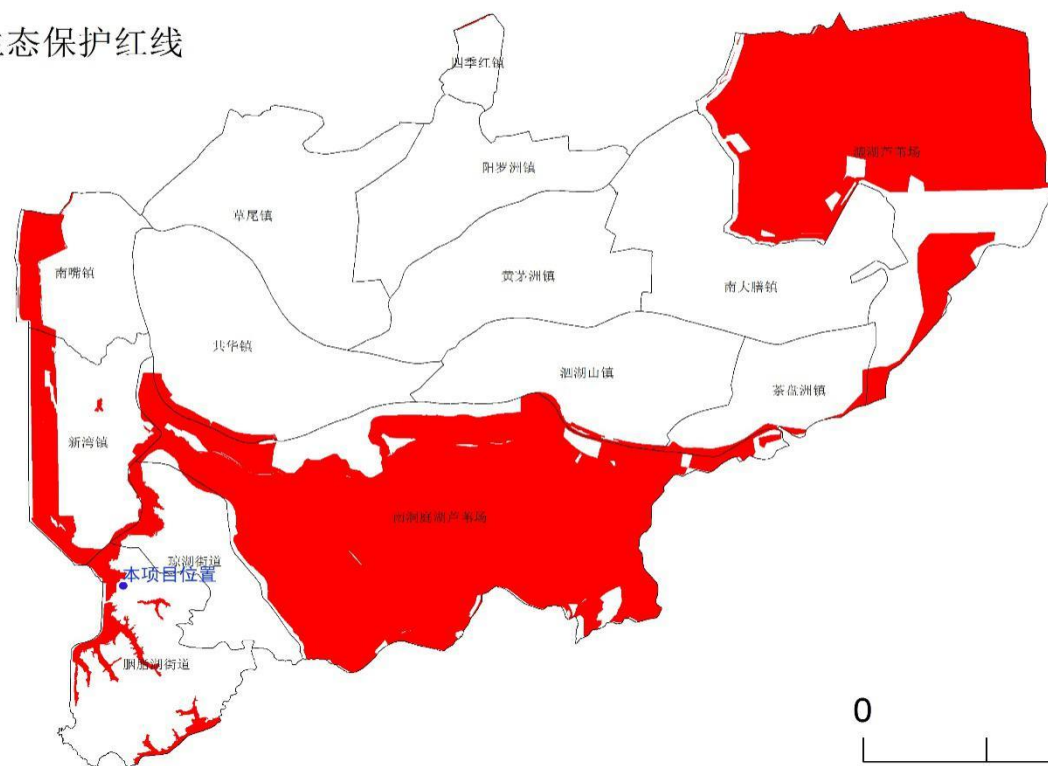 态保护红线
四季红镇
阳罗洲镇
草尾镇
南嘴镇
黄茅洲镇
南大膳镇
共华镇
泗湖山镇
茶盘洲镇
新湾镇
南洞庭湖芦苇场
琼湖街道
本项目位置
胭脂湖街道
0